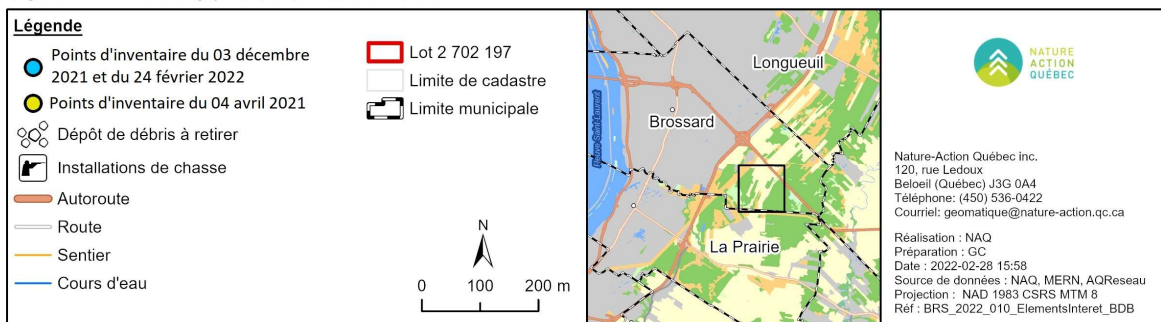 Légende
Points d'inventaire du 03 décembre
2021 et du 24 février 2022
Points d'inventaire du 04 avril 2021
Dépôt de débris à retirer
Installations de chasse
Autoroute
Route
Sentier
Cours d'eau
Lot 2 702 197
Limite de cadastre
Limite municipale
N
0 100 200 m
Longueuil
Brossard
Fleuve Saint-Laurent
La Prairie
NATURE
ACTION
QUÉBEC
Nature-Action Québec inc.
120, rue Ledoux
Beloeil (Québec) J3G 0A4
Téléphone: (450) 536-0422
Courriel: geomatique@nature-action.qc.ca
Réalisation : NAQ
Préparation : GC
Date : 2022-02-28 15:58
Source de données : NAQ, MERN, AQReseau
Projection : NAD 1983 CSRS MTM 8
Réf : BRS_2022_010_ElementsInteret_BDB